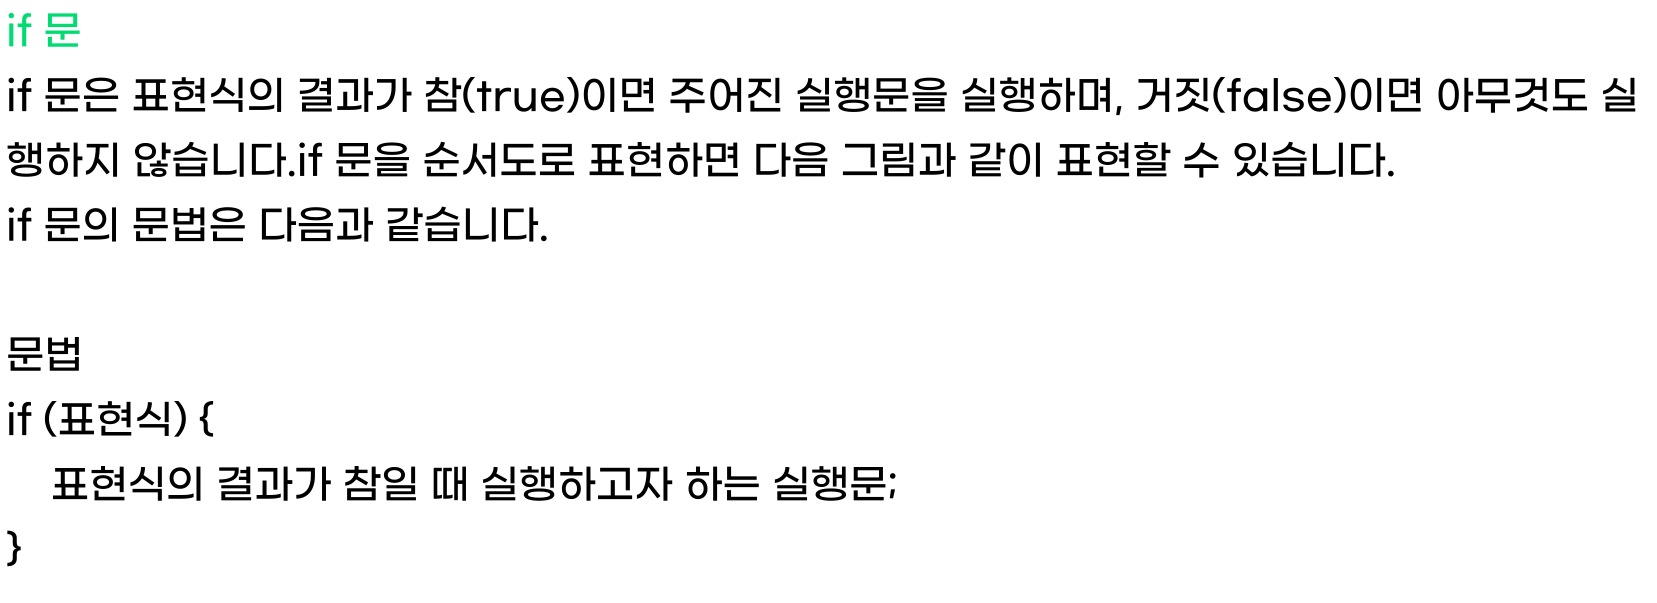 if 문
if 문은 표현식의 결과가 참(true)이면 주어진 실행문을 실행하며, 거짓(false)이면 아무것도 실
행하지 않습니다.if 문을 순서도로 표현하면 다음 그림과 같이 표현할 수 있습니다.
if 문의 문법은 다음과 같습니다.
문법
if (표현식) {
표현식의 결과가 참일 때 실행하고자 하는 실행문;
}